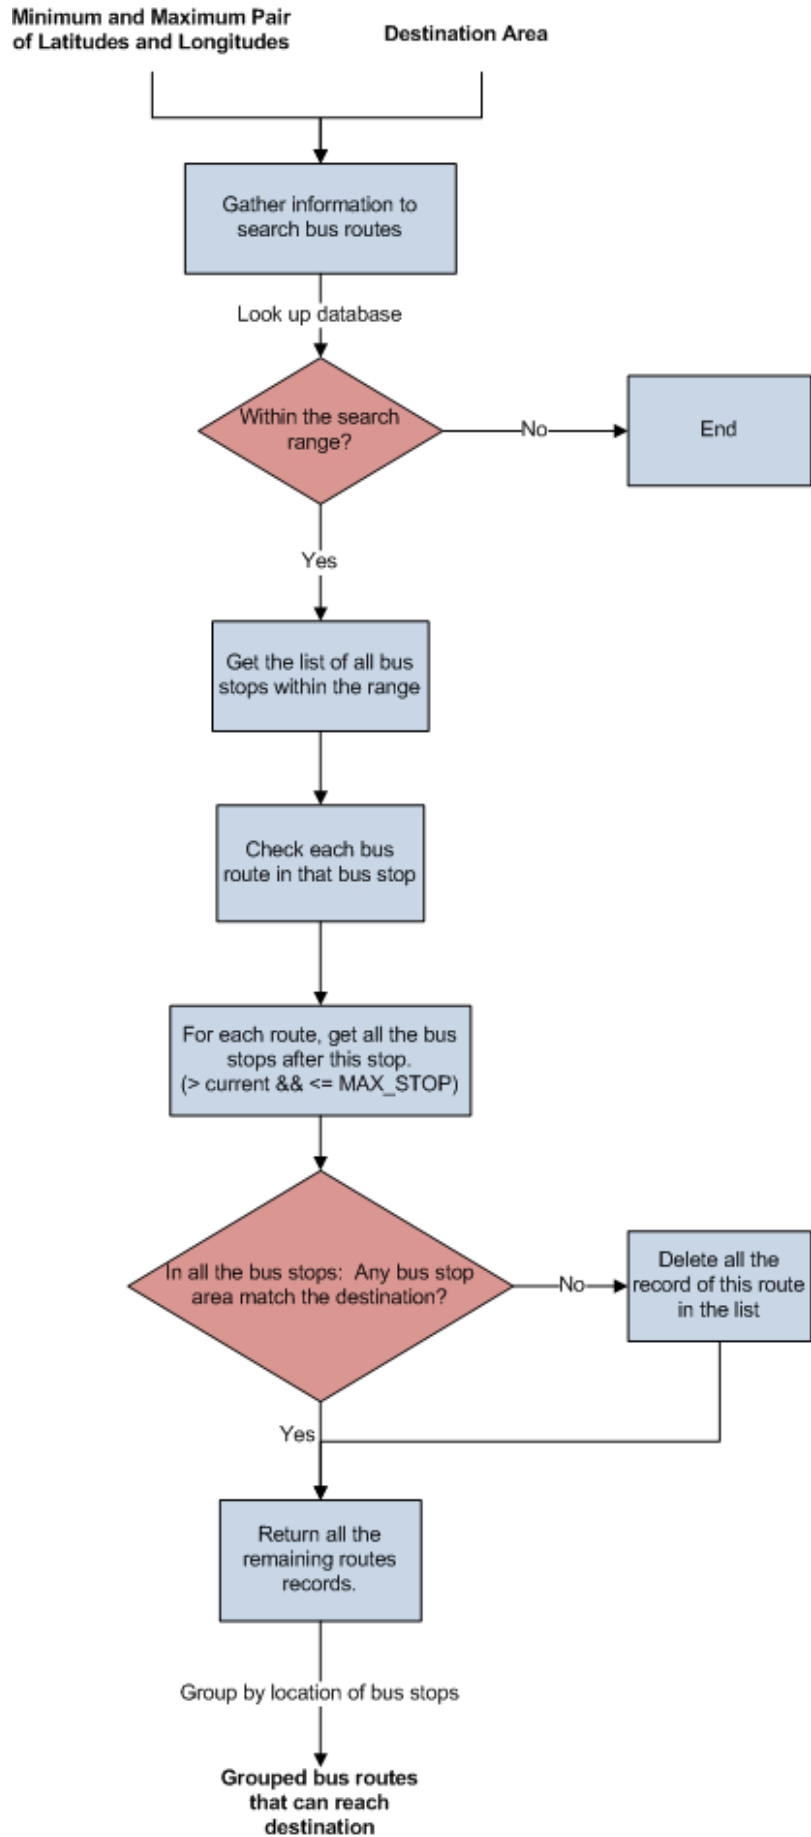 Minimum and Maximum Pair
of Latitudes and Longitudes
Destination Area
Gather information to
search bus routes
Look up database
Within the search
range?
No
End
Yes
Get the list of all bus
stops within the range
Check each bus
route in that bus stop
For each route, get all the bus
stops after this stop.
(> current && <= MAX_STOP)
In all the bus stops: Any bus stop
area match the destination?
No
Delete all the
record of this route
in the list
Yes
Return all the
remaining routes
records.
Group by location of bus stops
Grouped bus routes
that can reach
destination